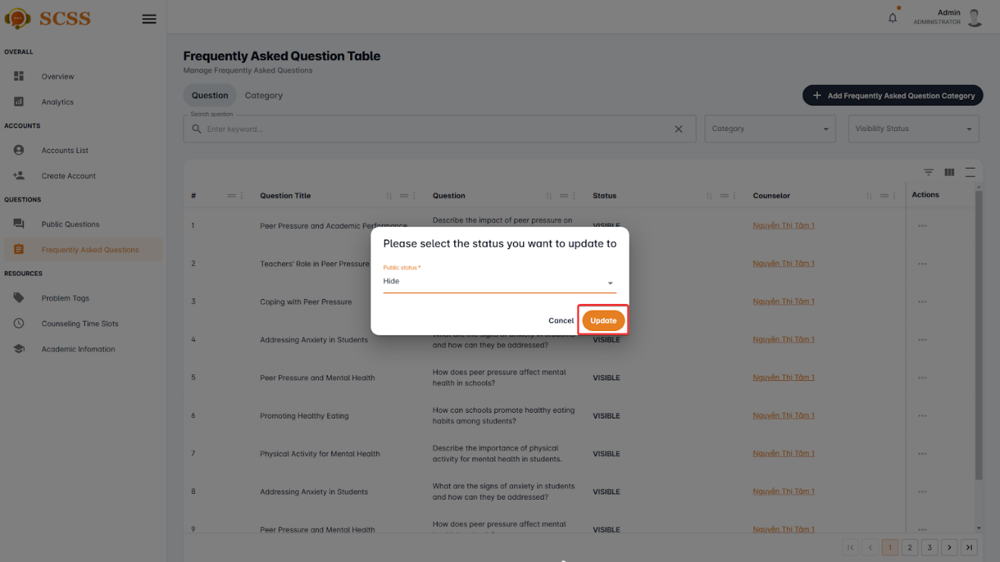 SCSS
Admin
ADMINISTRATOR
OVERALL
Overview
Analytics
ACCOUNTS
Accounts List
Create Account
QUESTIONS
Public Questions
Frequently Asked Questions
RESOURCES
Problem Tags
Counseling Time Slots
Academic Infomation
Frequently Asked Question Table
Manage Frequently Asked Questions
Question Category
+ Add Frequently Asked Question Category
Search question
Enter keyword...
Category
Visibility Status
# Question Title Question Status Counselor Actions
1 Peer Pressure and Academic Performance Describe the impact of peer pressure on VISIBLE Nguyễn Thị Tâm 1
2 Teachers' Role in Peer Pressure Nguyễn Thị Tâm 1
3 Coping with Peer Pressure Nguyễn Thị Tâm 1
4 Addressing Anxiety in Students What are the signs of anxiety in students VISIBLE Nguyễn Thị Tâm 1
and how can they be addressed?
5 Peer Pressure and Mental Health How does peer pressure affect mental VISIBLE Nguyễn Thị Tâm 1
health in schools?
6 Promoting Healthy Eating How can schools promote healthy eating VISIBLE Nguyễn Thị Tâm 1
habits among students?
7 Physical Activity for Mental Health Describe the importance of physical VISIBLE Nguyễn Thị Tâm 1
activity for mental health in students.
8 Addressing Anxiety in Students What are the signs of anxiety in students VISIBLE Nguyễn Thị Tâm 1
and how can they be addressed?
9 Peer Pressure and Mental Health How does peer pressure affect mental VISIBLE Nguyễn Thị Tâm 1
Please select the status you want to update to
Public status *
Hide
Cancel Update
1 2 3